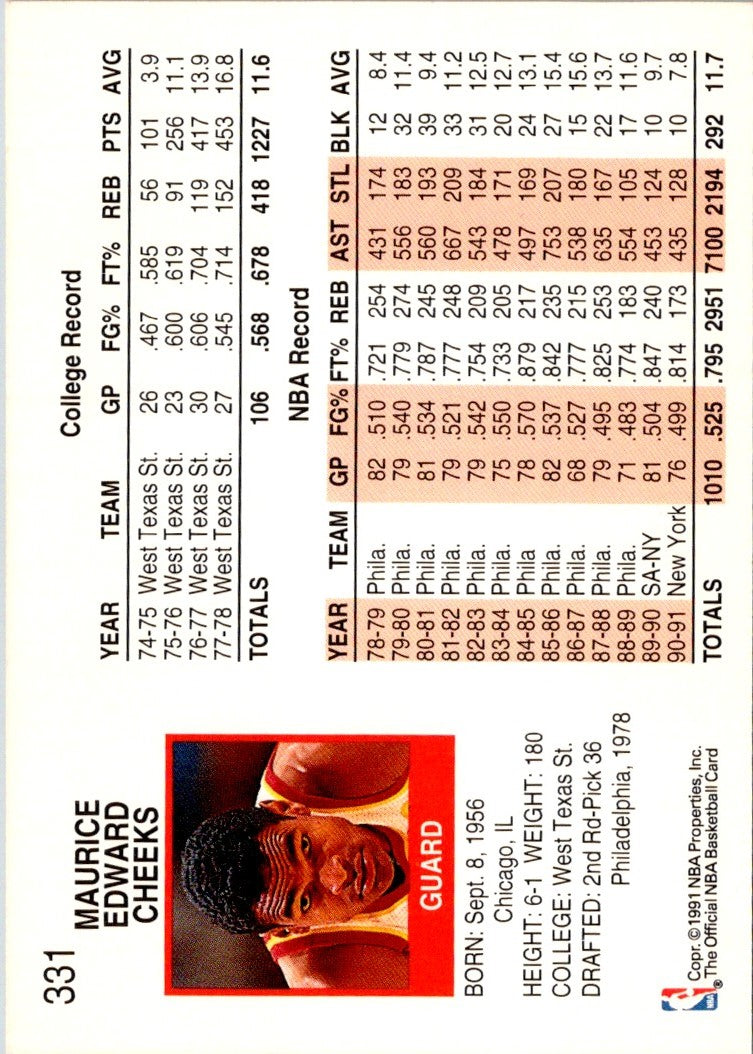 331
MAURICE
EDWARD
CHEEKS
GUARD
BORN: Sept. 8, 1956
Chicago, IL
HEIGHT: 6-1 WEIGHT: 180
COLLEGE: West Texas St.
DRAFTED: 2nd Rd-Pick 36
Philadelphia, 1978
NBA
®
Copr. ©1991 NBA Properties, Inc.
The Official NBA Basketball Card
College Record
YEAR TEAM GP FG% FT% REB PTS AVG
74-75 West Texas St. 26 .467 .585 56 101 3.9
75-76 West Texas St. 23 .600 .619 91 256 11.1
76-77 West Texas St. 30 .606 .704 119 417 13.9
77-78 West Texas St. 27 .545 .714 152 453 16.8
TOTALS 106 .568 .678 418 1227 11.6
NBA Record
YEAR TEAM GP FG% FT% REB AST STL BLK AVG
78-79 Phila. 82 .510 .721 254 431 174 12 8.4
79-80 Phila. 79 .540 .779 274 556 183 32 11.4
80-81 Phila. 81 .534 .787 245 560 193 39 9.4
81-82 Phila. 79 .521 .777 248 667 209 33 11.2
82-83 Phila. 79 .542 .754 209 543 184 31 12.5
83-84 Phila. 75 .550 .733 205 478 171 20 12.7
84-85 Phila. 78 .570 .879 217 497 169 24 13.1
85-86 Phila. 82 .537 .842 235 753 207 27 15.4
86-87 Phila. 68 .527 .777 215 538 180 15 15.6
87-88 Phila. 79 .495 .825 253 635 167 22 13.7
88-89 Phila. 71 .483 .774 183 554 105 17 11.6
89-90 SA-NY 81 .504 .847 240 453 124 10 9.7
90-91 New York 76 .499 .814 173 435 128 10 7.8
TOTALS 1010 .525 .795 2951 7100 2194 292 11.7